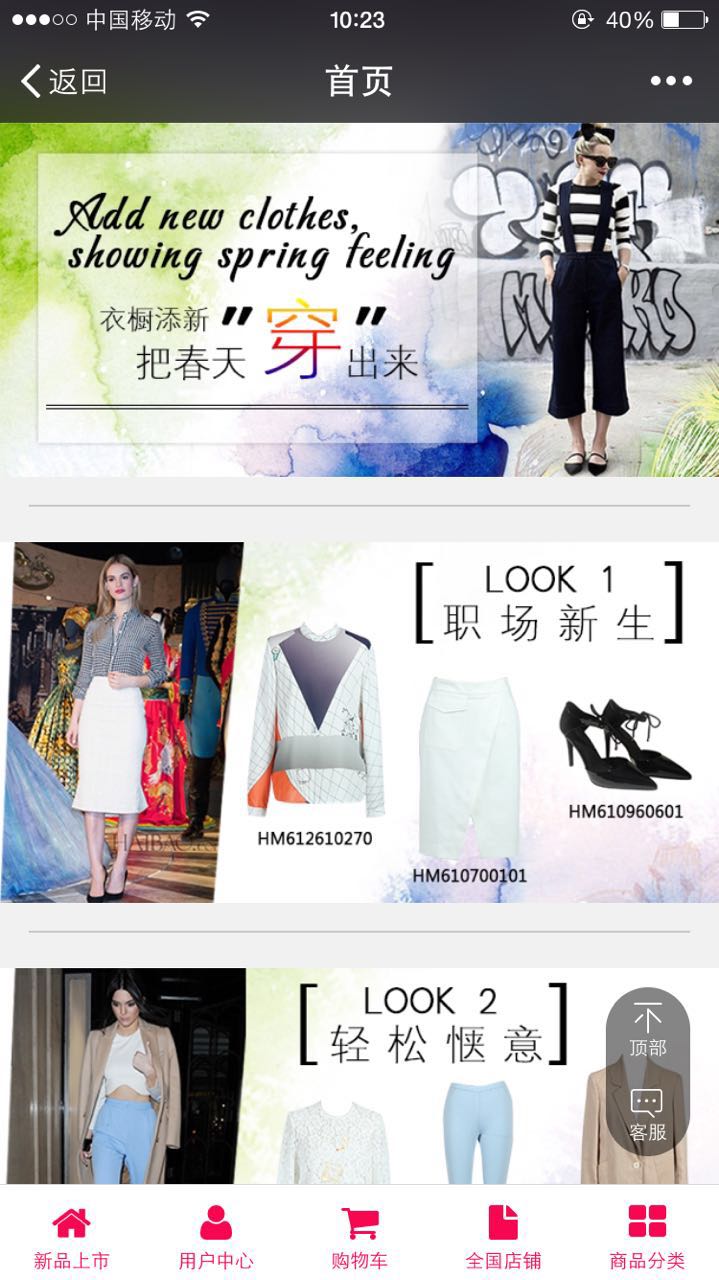 中国移动
10:23
40%
返回
首页
Add new clothes,
showing spring feeling
衣橱添新
把春天"穿"出来
LOOK 1
职场新生
HM612610270
HM610700101
HM610960601
LOOK 2
轻松惬意
顶部
客服
新品上市
用户中心
购物车
全国店铺
商品分类